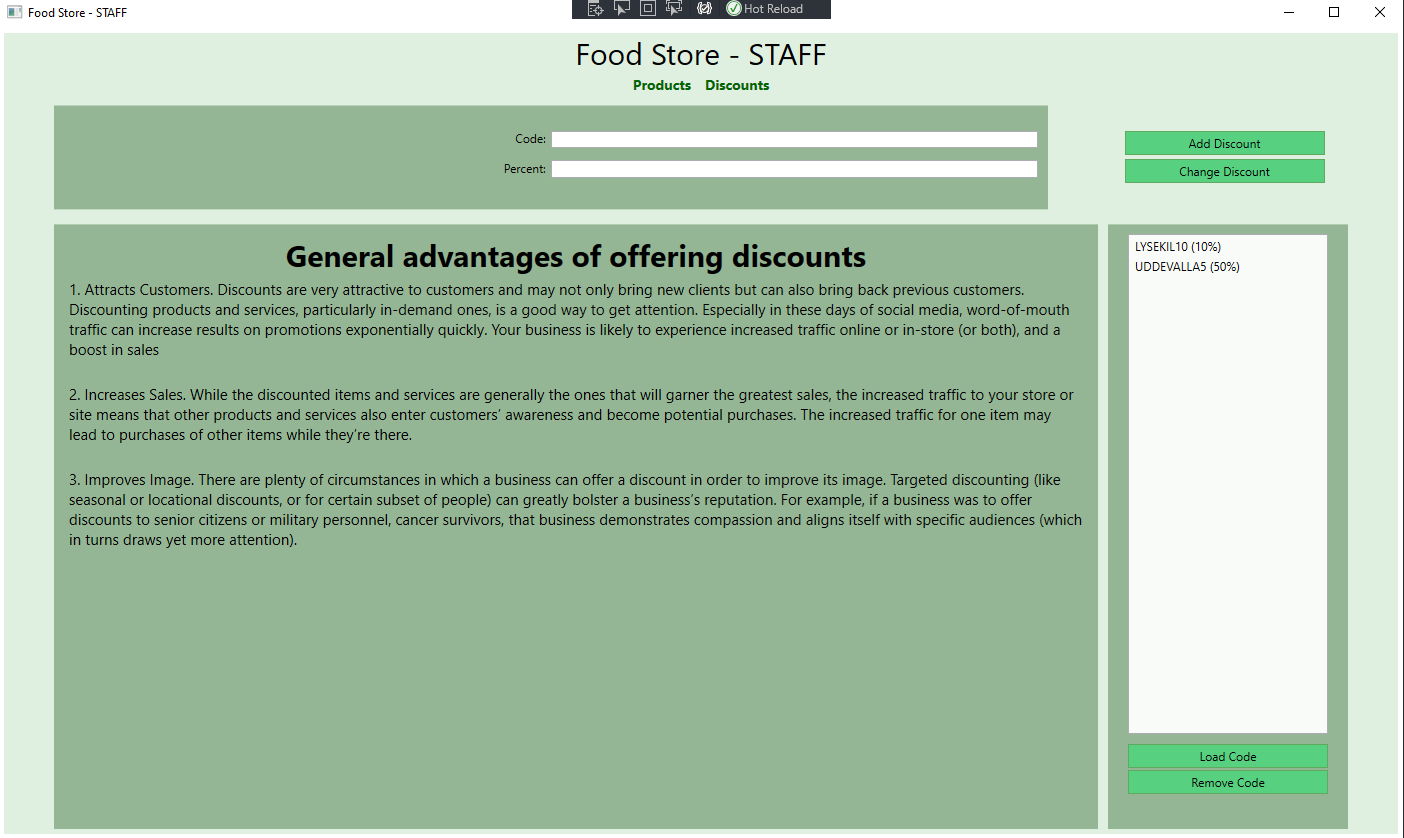 Food Store - STAFF
Hot Reload
Food Store - STAFF
Products Discounts
Code:
Percent:
Add Discount
Change Discount
General advantages of offering discounts
1. Attracts Customers. Discounts are very attractive to customers and may not only bring new clients but can also bring back previous customers.
Discounting products and services, particularly in-demand ones, is a good way to get attention. Especially in these days of social media, word-of-mouth
traffic can increase results on promotions exponentially quickly. Your business is likely to experience increased traffic online or in-store (or both), and a
boost in sales
2. Increases Sales. While the discounted items and services are generally the ones that will garner the greatest sales, the increased traffic to your store or
site means that other products and services also enter customers’ awareness and become potential purchases. The increased traffic for one item may
lead to purchases of other items while they’re there.
3. Improves Image. There are plenty of circumstances in which a business can offer a discount in order to improve its image. Targeted discounting (like
seasonal or locational discounts, or for certain subset of people) can greatly bolster a business’s reputation. For example, if a business was to offer
discounts to senior citizens or military personnel, cancer survivors, that business demonstrates compassion and aligns itself with specific audiences (which
in turns draws yet more attention).
LYSEKIL10 (10%)
UDDEVALLA5 (50%)
Load Code
Remove Code